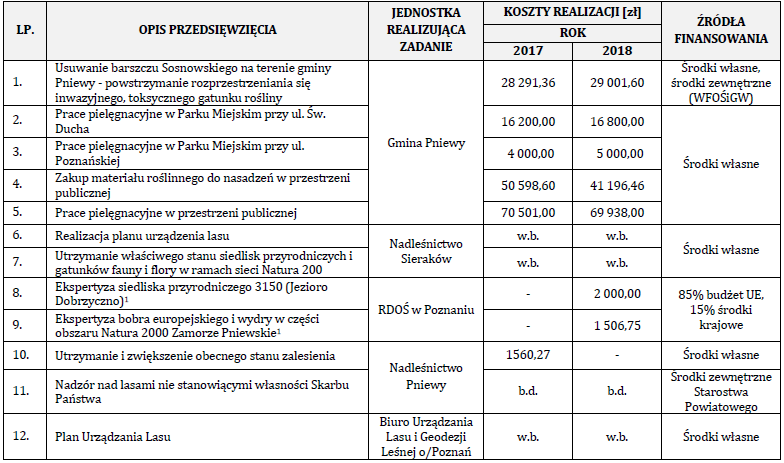 LP.
OPIS PRZEDSIĘWZIĘCIA
JEDNOSTKA
REALIZUJĄCA
ZADANIE
KOSZTY REALIZACJI [zł]
ROK
2017
2018
ŹRÓDŁA
FINANSOWANIA
1.
Usuwanie barszczu Sosnowskiego na terenie gminy
Pniewy - powstrzymanie rozprzestrzeniania się
inwazyjnego, toksycznego gatunku rośliny
Gmina Pniewy
28 291,36
29 001,60
Środki własne,
środki zewnętrzne
(WFOŚiGW)
2.
Prace pielęgnacyjne w Parku Miejskim przy ul. Św.
Ducha
16 200,00
16 800,00
Środki własne
3.
Prace pielęgnacyjne w Parku Miejskim przy ul.
Poznańskiej
4 000,00
5 000,00
4.
Zakup materiału roślinnego do nasadzeń w przestrzeni
publicznej
50 598,60
41 196,46
5.
Prace pielęgnacyjne w przestrzeni publicznej
70 501,00
69 938,00
6.
Realizacja planu urządzenia lasu
Nadleśnictwo
Sieraków
w.b.
w.b.
Środki własne
7.
Utrzymanie właściwego stanu siedlisk przyrodniczych i
gatunków fauny i flory w ramach sieci Natura 200
w.b.
w.b.
8.
Ekspertyza siedliska przyrodniczego 3150 (Jezioro
Dobrzyczno)¹
RDOŚ w Poznaniu
-
2 000,00
85% budżet UE,
15% środki
krajowe
9.
Ekspertyza bobra europejskiego i wydry w części
obszaru Natura 2000 Zamorze Pniewskie¹
-
1 506,75
10.
Utrzymanie i zwiększenie obecnego stanu zalesienia
Nadleśnictwo
Pniewy
1560,27
-
Środki własne
11.
Nadzór nad lasami nie stanowiącymi własności Skarbu
Państwa
b.d.
b.d.
Środki zewnętrzne
Starostwa
Powiatowego
12.
Plan Urządzania Lasu
Biuro Urządzania
Lasu i Geodezji
Leśnej o/Poznań
w.b.
w.b.
Środki własne